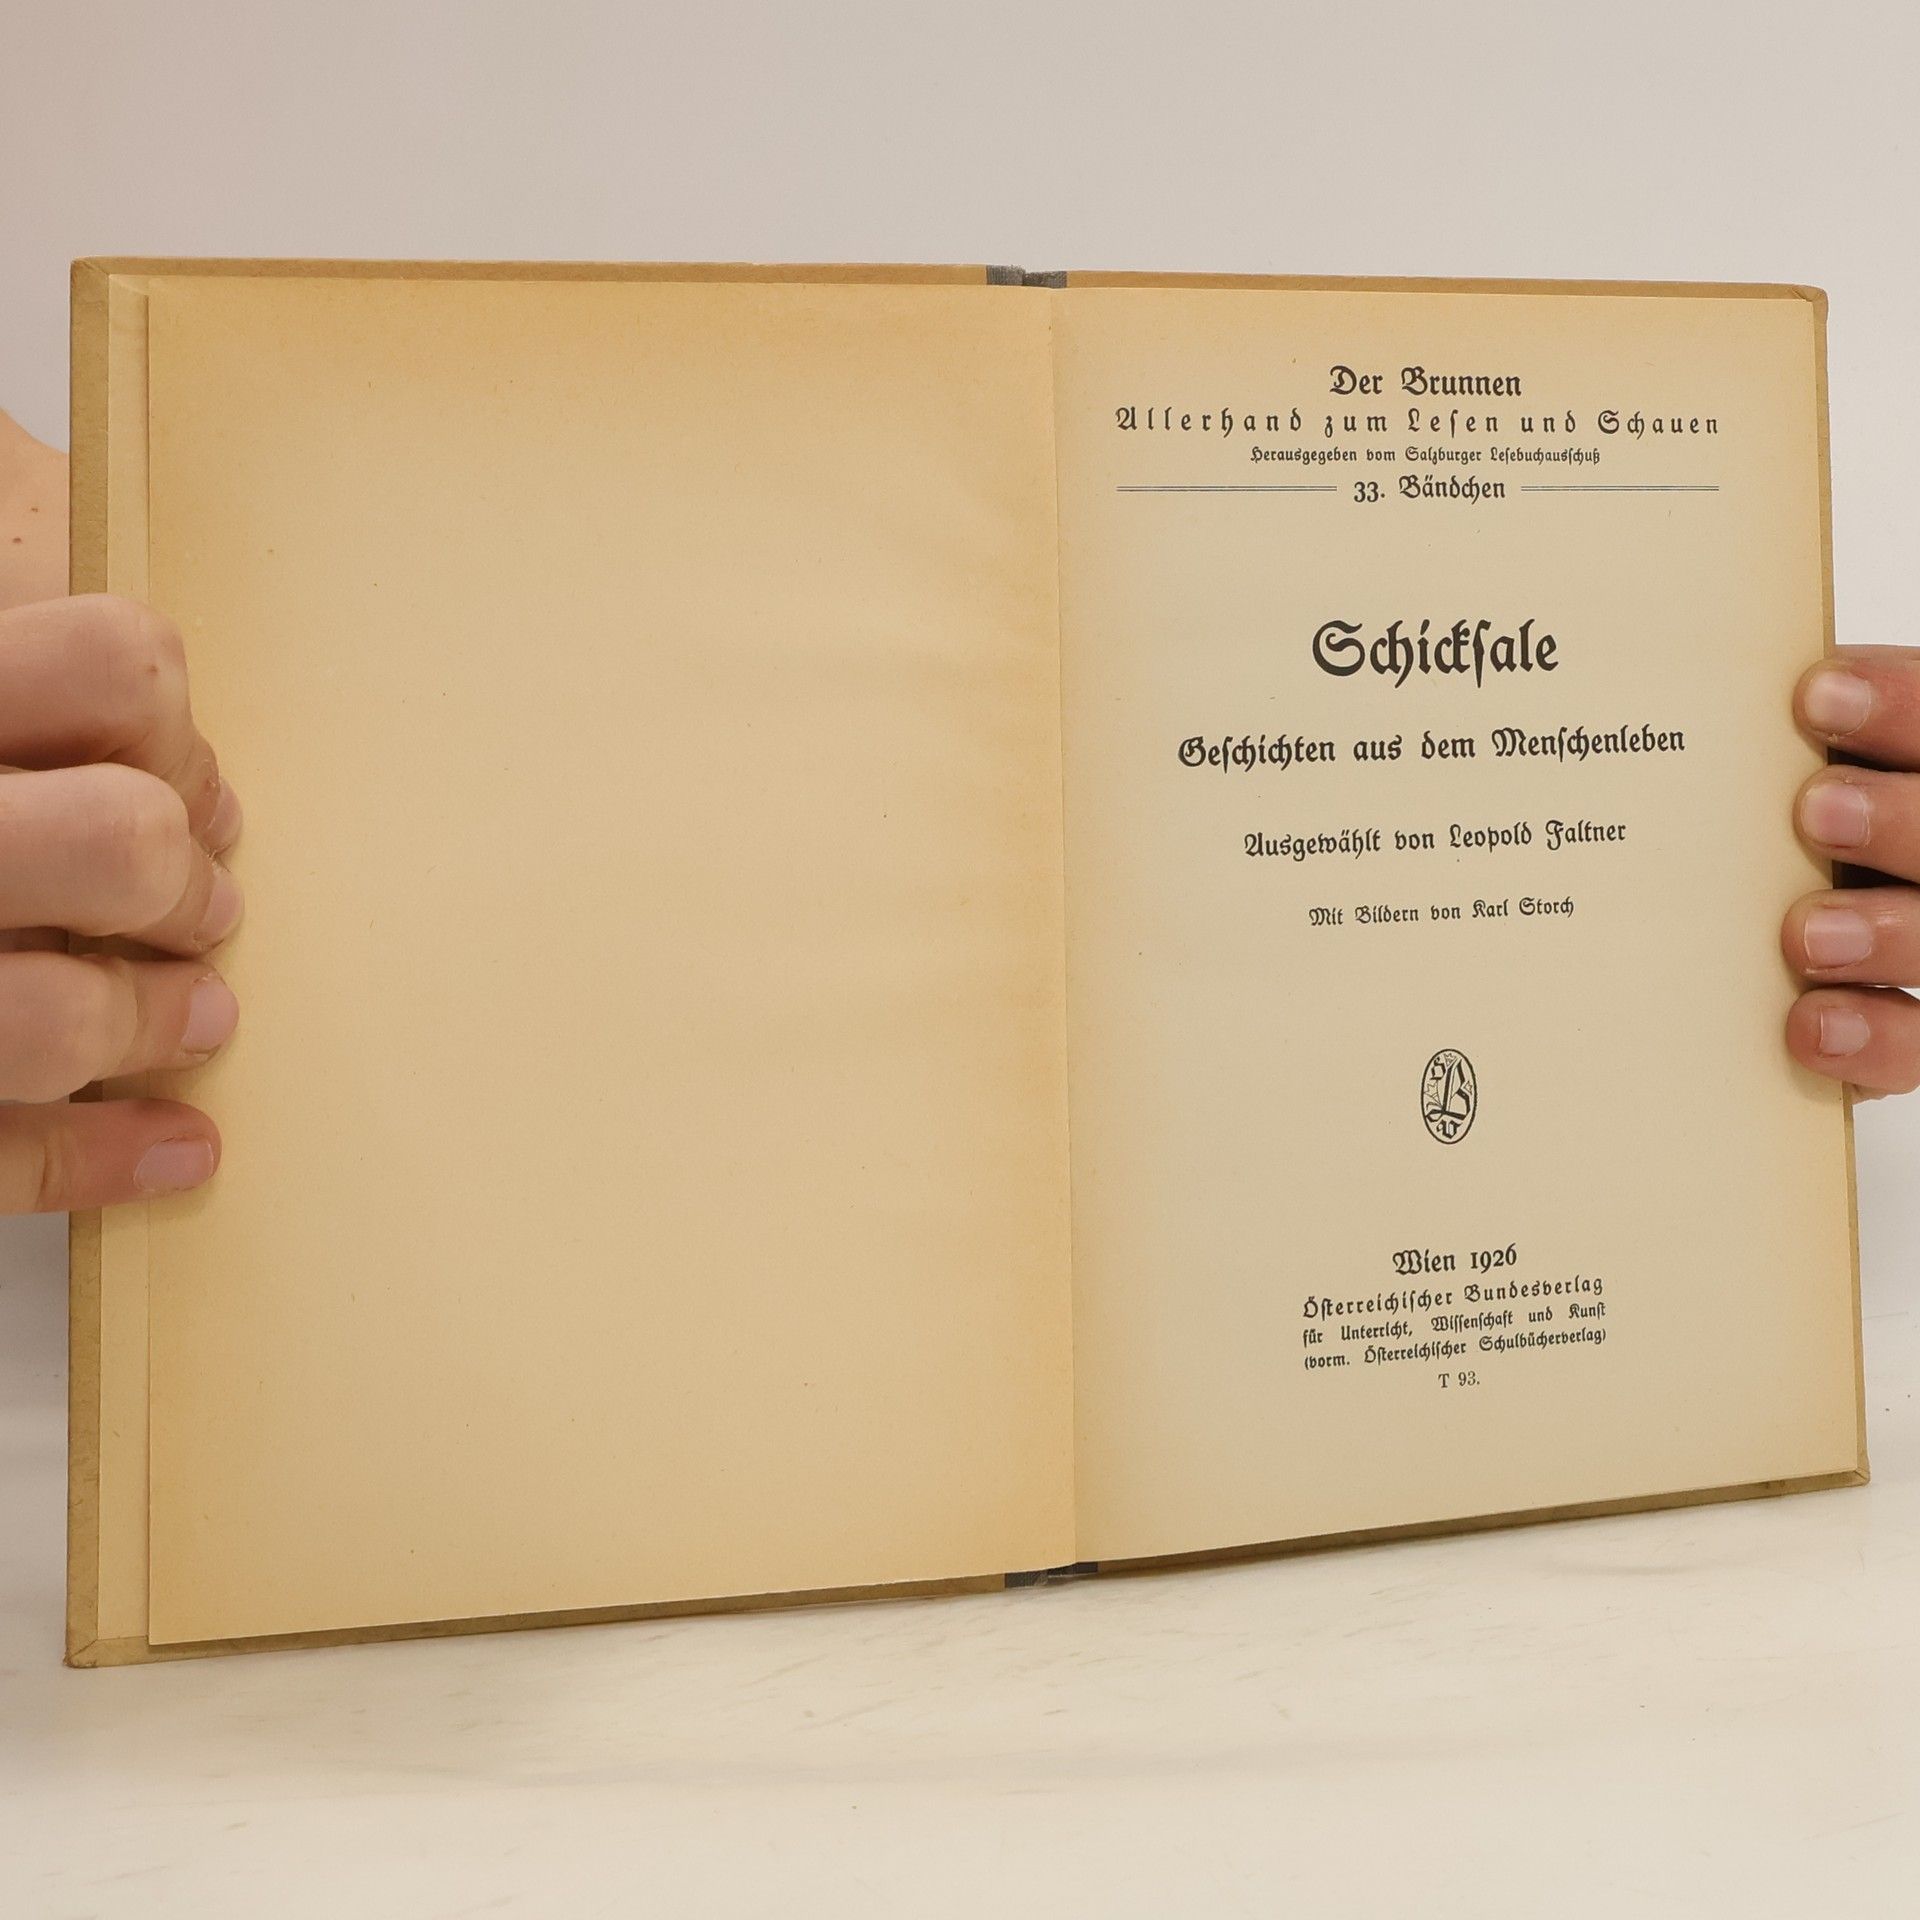 Der Brunnen
Allerhand zum Leſen und Schauen
Herausgegeben vom Salzburger Leſebuchausſchuß
33. Bändchen
Schickſale
Geſchichten aus dem Menſchenleben
Ausgewählt von Leopold Faltner
Mit Bildern von Karl Storch
Ö B V
Wien 1926
Öſterreichiſcher Bundesverlag
für Unterricht, Wiſſenſchaft und Kunſt
(vorm. Öſterreichiſcher Schulbücherverlag)
T 93.